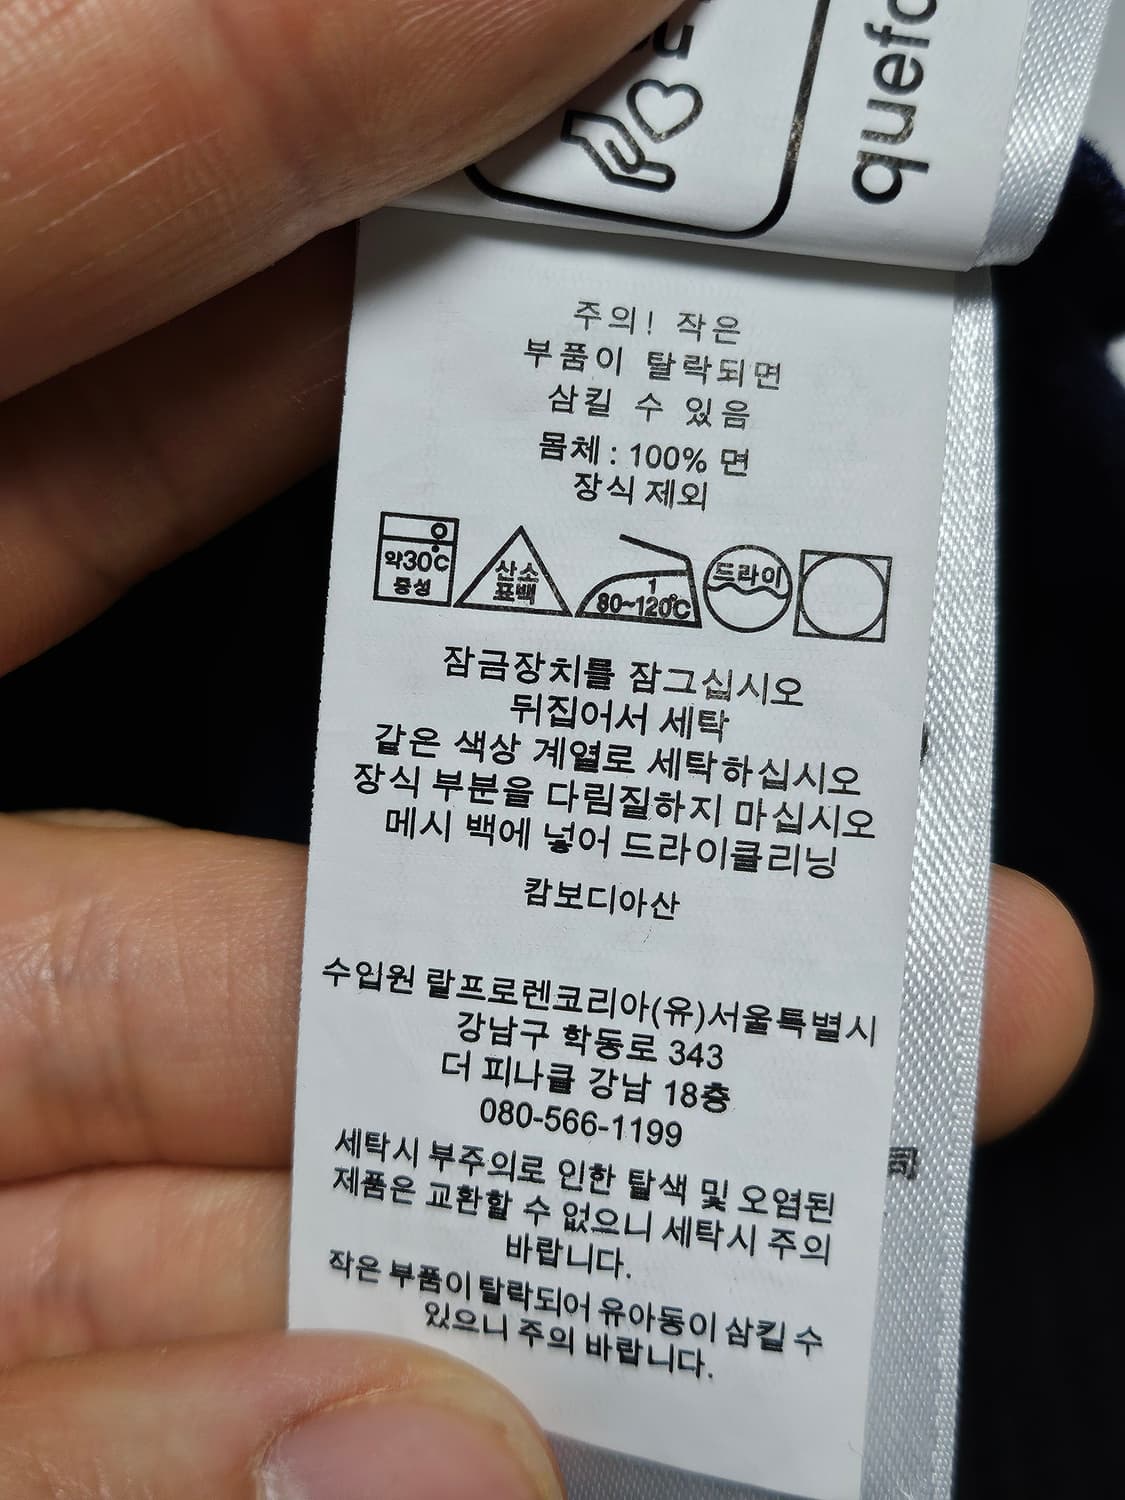 quefo
주의! 작은
부품이 탈락되면
삼킬 수 있음
몸체 : 100% 면
장식 제외
약30℃
중성
산소
표백
1
80~120℃
드라이
잠금장치를 잠그십시오
뒤집어서 세탁
같은 색상 계열로 세탁하십시오
장식 부분을 다림질하지 마십시오
메시 백에 넣어 드라이클리닝
캄보디아산
수입원 랄프로렌코리아(유)서울특별시
강남구 학동로 343
더 피나클 강남 18층
080-566-1199
세탁시 부주의로 인한 탈색 및 오염된
제품은 교환할 수 없으니 세탁시 주의
바랍니다.
작은 부품이 탈락되어 유아동이 삼킬 수
있으니 주의 바랍니다.